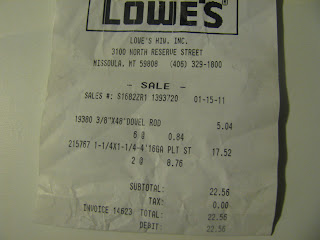 LOWE'S
LOWE'S HIW, INC.
3100 NORTH RESERVE STREET
MISSOULA, MT 59808 (406) 329-1800
- SALE -
SALES #: S1682ZR1 1393720 01-15-11
19380 3/8"X48"DOWEL ROD 5.04
6 @ 0.84
215767 1-1/4X1-1/4-4'16GA PLT ST 17.52
2 @ 8.76
SUBTOTAL: 22.56
TAX: 0.00
INVOICE 14623 TOTAL: 22.56
DEBIT: 22.56